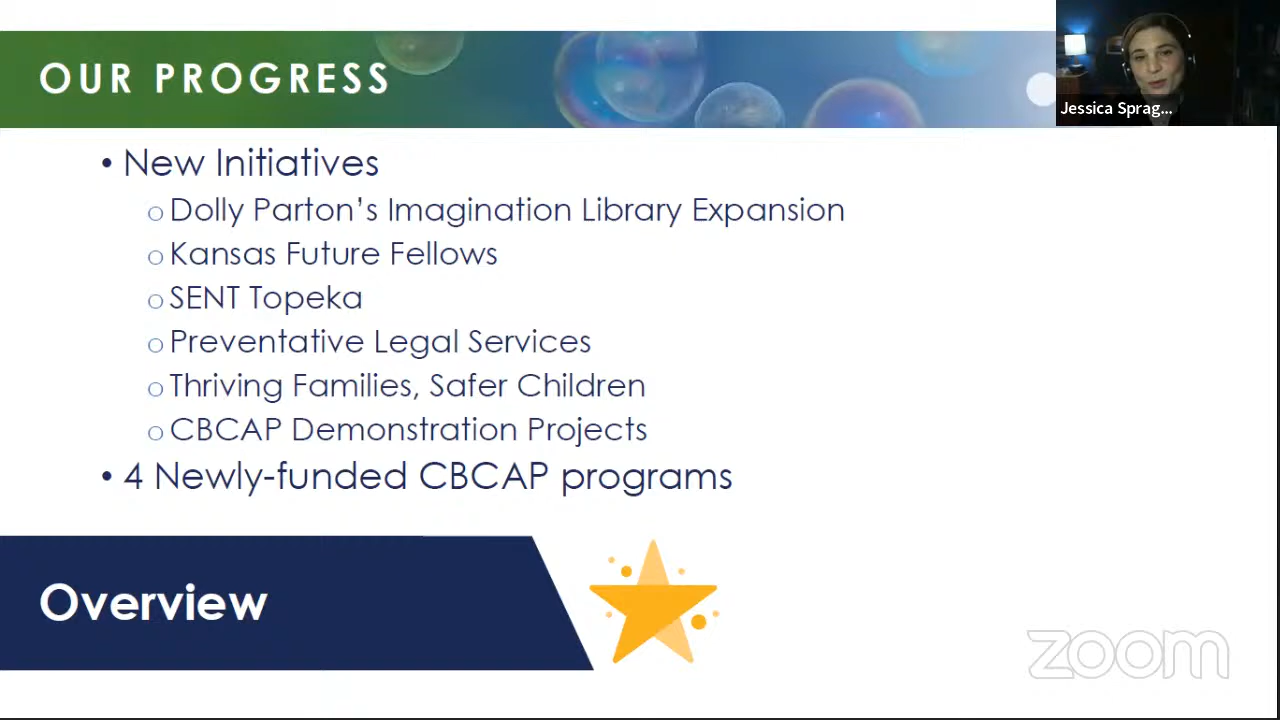 OUR PROGRESS
Jessica Sprag...
• New Initiatives
o Dolly Parton's Imagination Library Expansion
o Kansas Future Fellows
o SENT Topeka
o Preventative Legal Services
o Thriving Families, Safer Children
o CBCAP Demonstration Projects
• 4 Newly-funded CBCAP programs
Overview
zoom